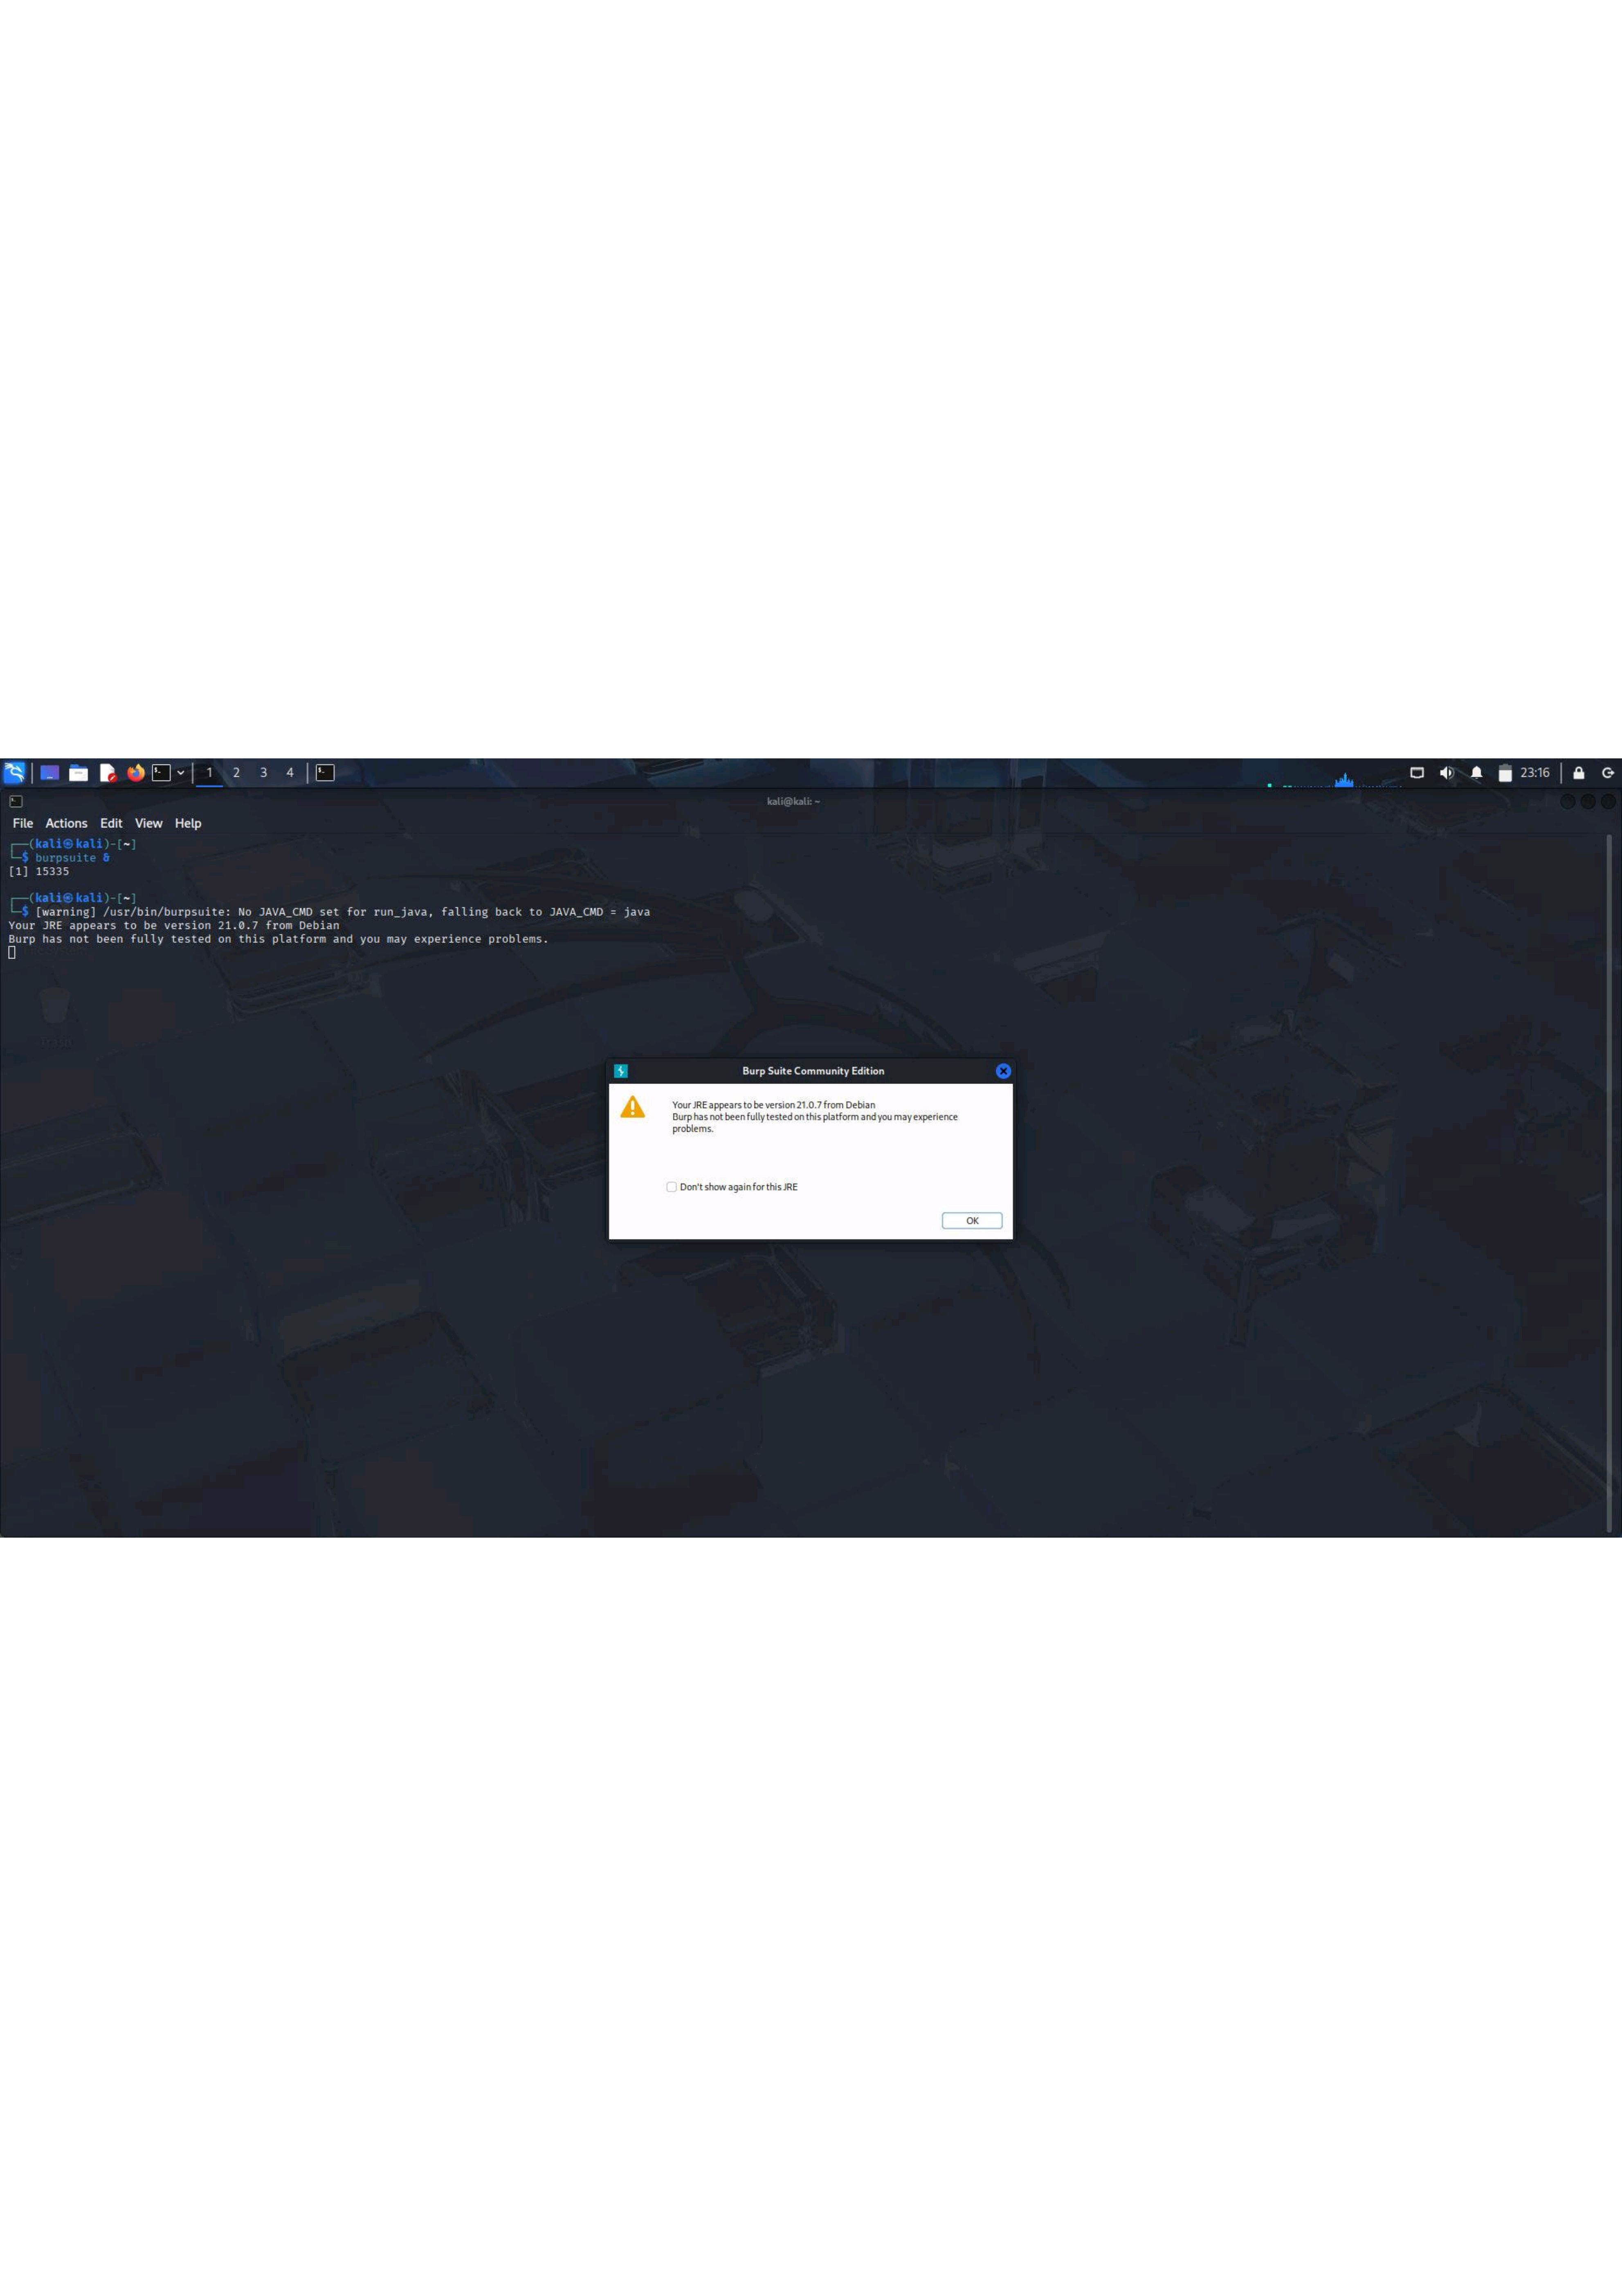 1 2 3 4 23:16
kali@kali: ~
File Actions Edit View Help
┌──(kali㉿kali)-[~]
└─$ burpsuite &
[1] 15335
┌──(kali㉿kali)-[~]
└─$ [warning] /usr/bin/burpsuite: No JAVA_CMD set for run_java, falling back to JAVA_CMD = java
Your JRE appears to be version 21.0.7 from Debian
Burp has not been fully tested on this platform and you may experience problems.
Burp Suite Community Edition
Your JRE appears to be version 21.0.7 from Debian
Burp has not been fully tested on this platform and you may experience
problems.
Don't show again for this JRE
OK